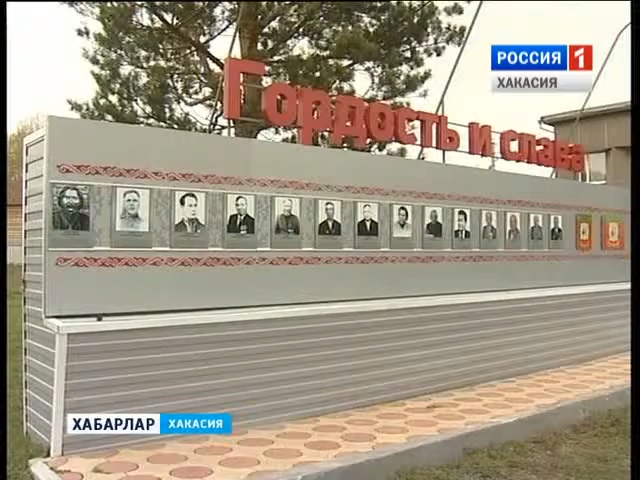 Гордость и слава
РОССИЯ 1
ХАКАСИЯ
ХАБАРЛАР ХАКАСИЯ